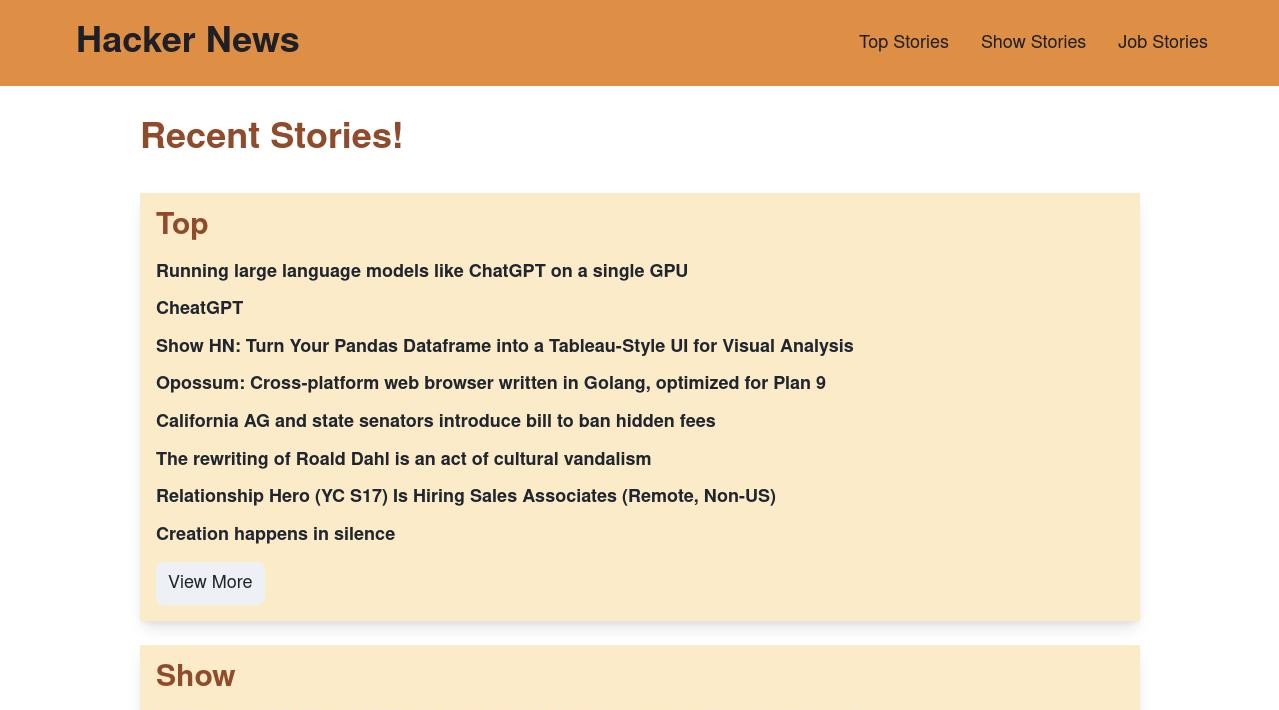 Hacker News
Top Stories
Show Stories
Job Stories
Recent Stories!
Top
Running large language models like ChatGPT on a single GPU
CheatGPT
Show HN: Turn Your Pandas Dataframe into a Tableau-Style UI for Visual Analysis
Opossum: Cross-platform web browser written in Golang, optimized for Plan 9
California AG and state senators introduce bill to ban hidden fees
The rewriting of Roald Dahl is an act of cultural vandalism
Relationship Hero (YC S17) Is Hiring Sales Associates (Remote, Non-US)
Creation happens in silence
View More
Show